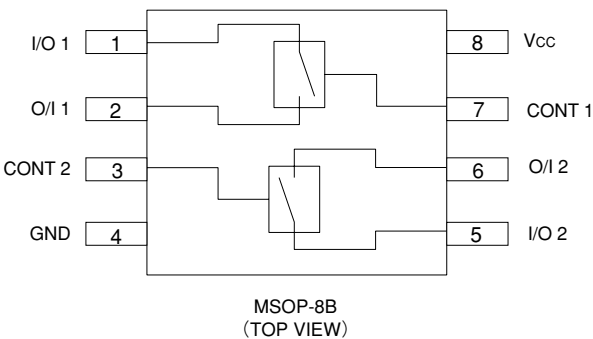 I/O 1 1 8 Vcc
O/I 1 2 7 CONT 1
CONT 2 3 6 O/I 2
GND 4 5 I/O 2
MSOP-8B
（TOP VIEW）